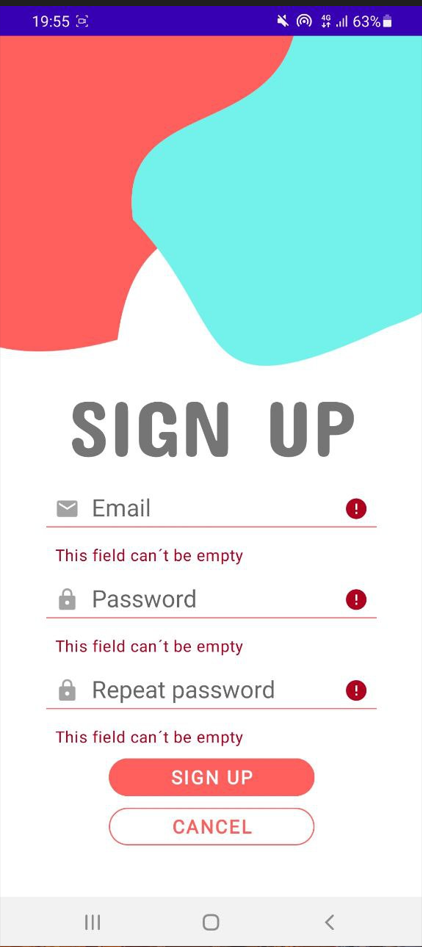 19:55 4G 63%
SIGN UP
Email
This field can´t be empty
Password
This field can´t be empty
Repeat password
This field can´t be empty
SIGN UP
CANCEL